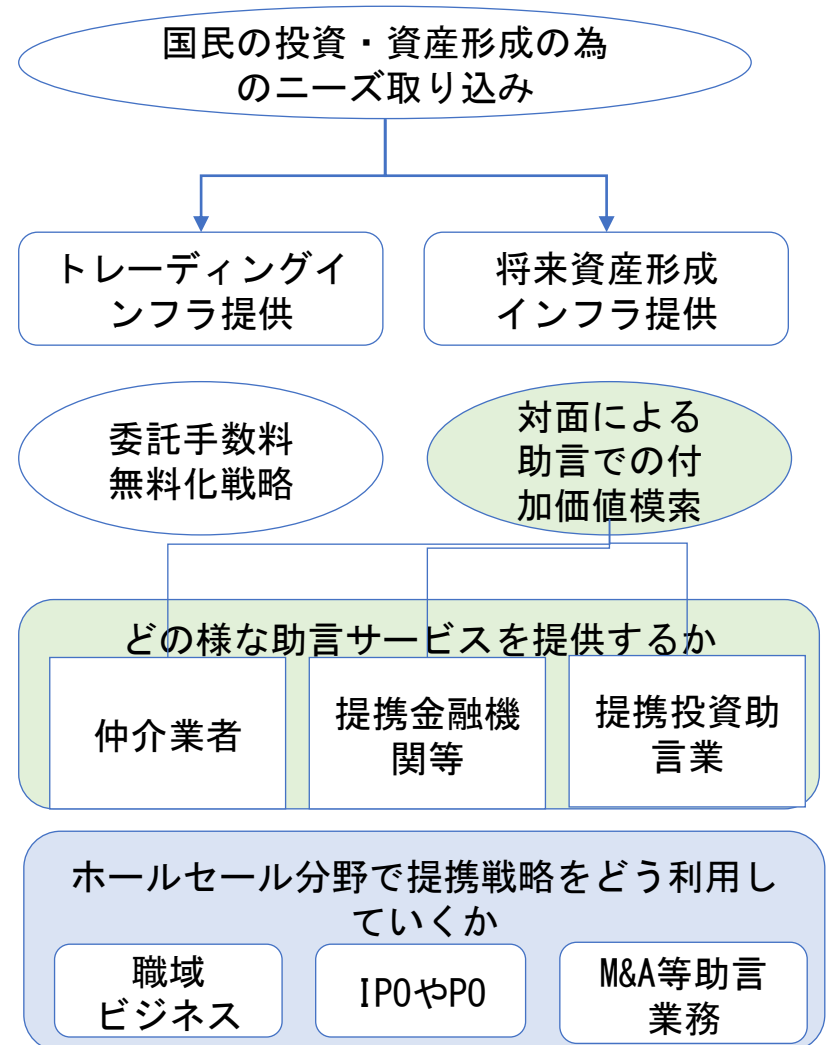 国民の投資・資産形成の為
のニーズ取り込み
トレーディングイ
ンフラ提供
将来資産形成
インフラ提供
委託手数料
無料化戦略
対面による
助言での付
加価値模索
どの様な助言サービスを提供するか
仲介業者
提携金融機
関等
提携投資助
言業
ホールセール分野で提携戦略をどう利用し
ていくか
職域
ビジネス
IPOやPO
M&A等助言
業務